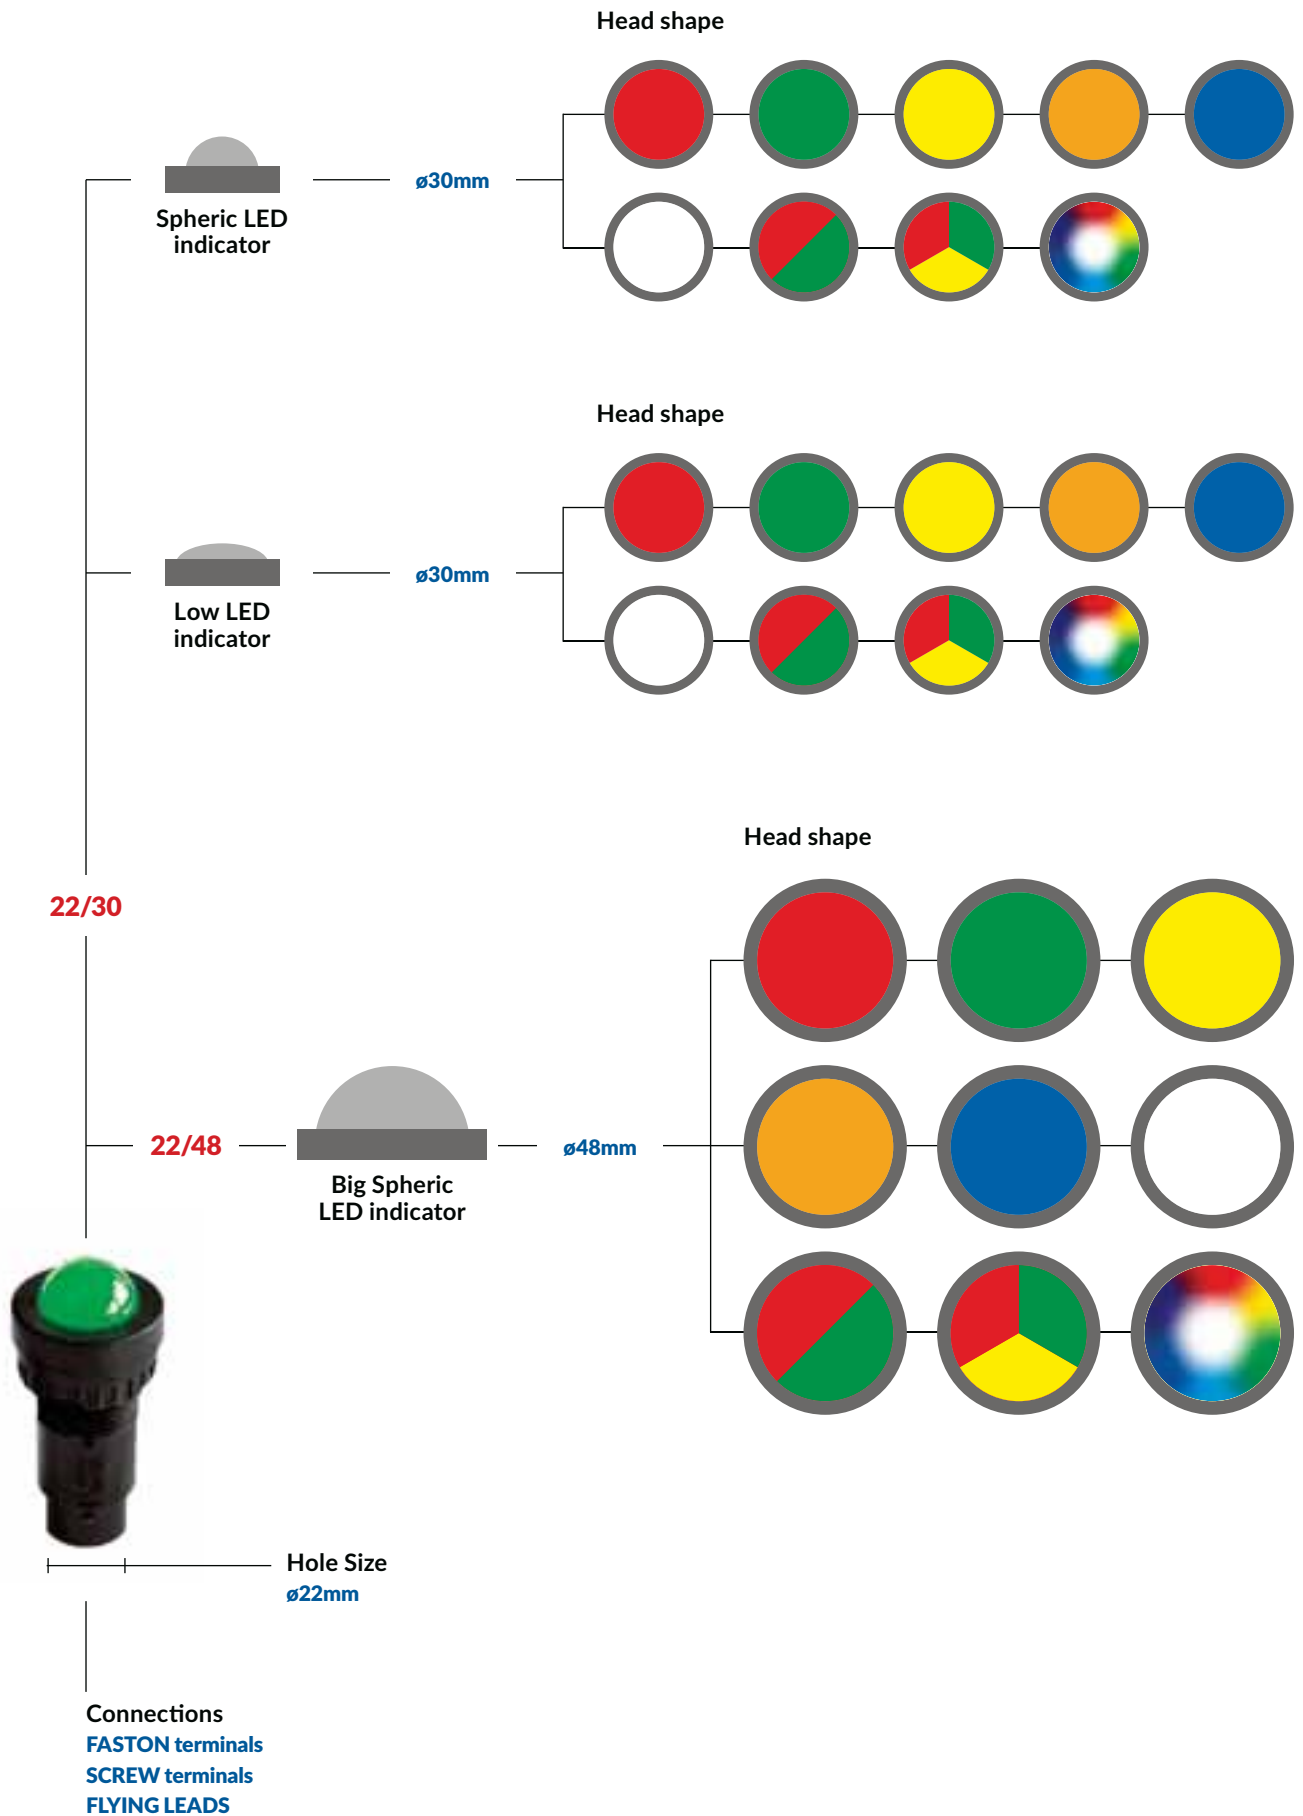 Head shape
ø30mm
Spheric LED
indicator
Head shape
ø30mm
Low LED
indicator
Head shape
22/30
22/48
ø48mm
Big Spheric
LED indicator
Hole Size
ø22mm
Connections
FASTON terminals
SCREW terminals
FLYING LEADS